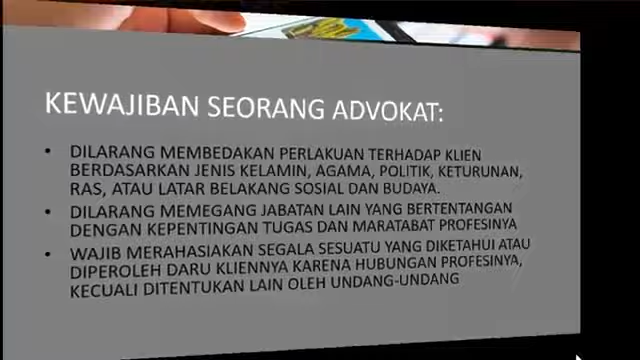 KEWAJIBAN SEORANG ADVOKAT:
• DILARANG MEMBEDAKAN PERLAKUAN TERHADAP KLIEN
BERDASARKAN JENIS KELAMIN, AGAMA, POLITIK, KETURUNAN,
RAS, ATAU LATAR BELAKANG SOSIAL DAN BUDAYA.
• DILARANG MEMEGANG JABATAN LAIN YANG BERTENTANGAN
DENGAN KEPENTINGAN TUGAS DAN MARATABAT PROFESINYA
• WAJIB MERAHASIAKAN SEGALA SESUATU YANG DIKETAHUI ATAU
DIPEROLEH DARU KLIENNYA KARENA HUBUNGAN PROFESINYA,
KECUALI DITENTUKAN LAIN OLEH UNDANG-UNDANG